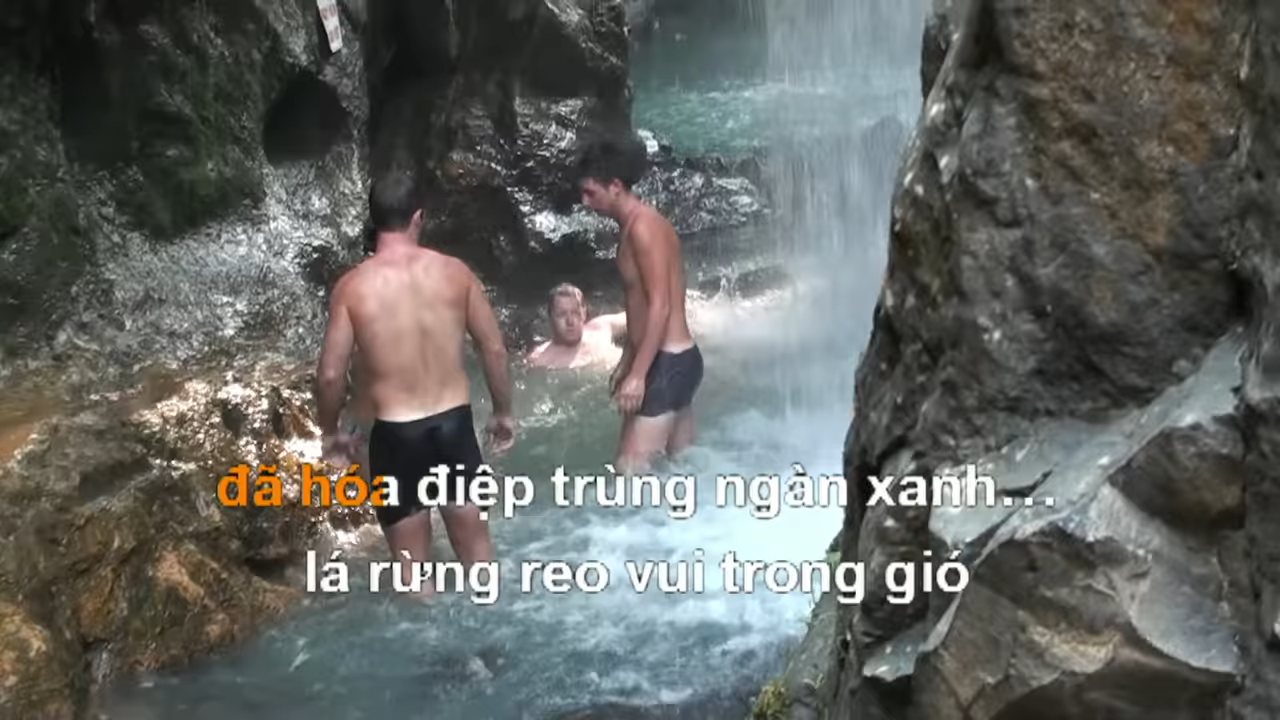 đã hóa điệp trùng ngàn xanh...
lá rừng reo vui trong gió